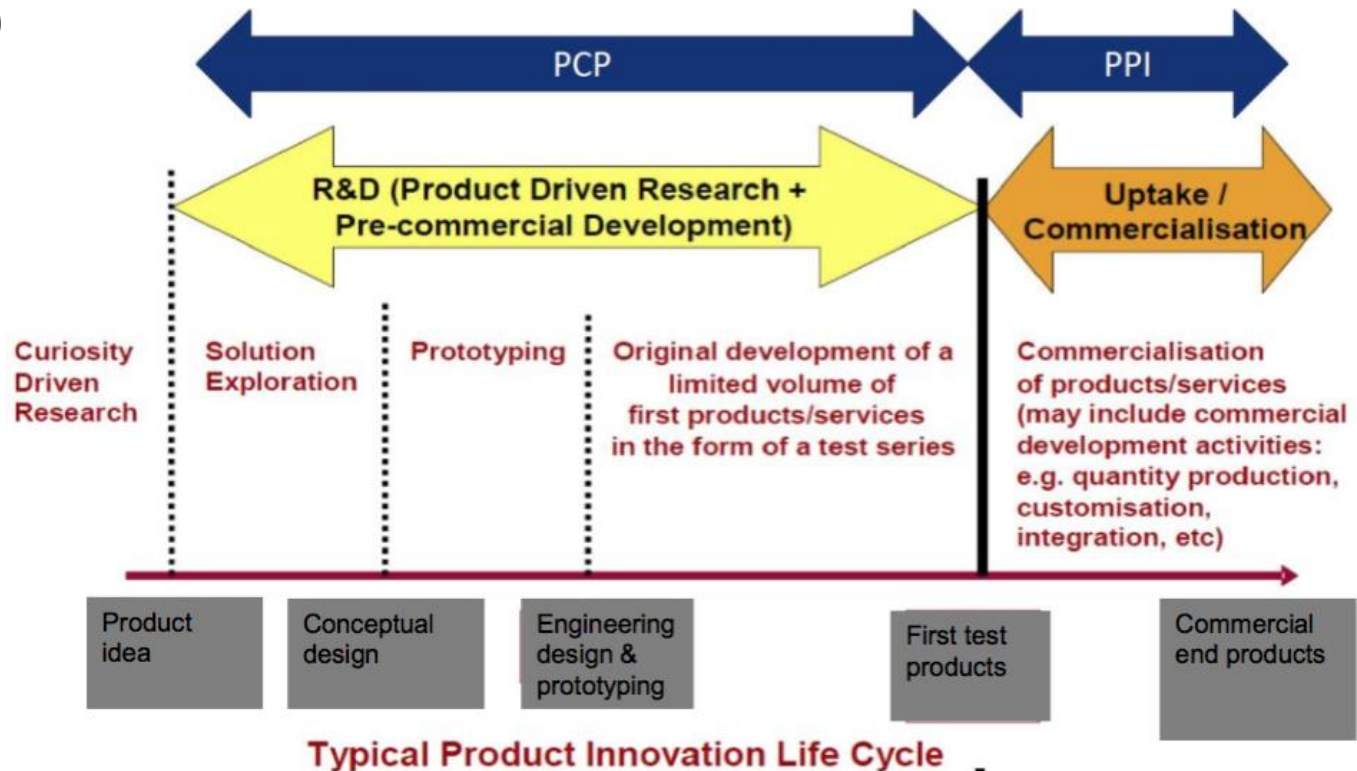 )
PCP
PPI
R&D (Product Driven Research +
Pre-commercial Development)
Uptake /
Commercialisation
Curiosity
Driven
Research
Solution
Exploration
Prototyping
Original development of a
limited volume of
first products/services
in the form of a test series
Commercialisation
of products/services
(may include commercial
development activities:
e.g. quantity production,
customisation,
integration, etc)
Product
idea
Conceptual
design
Engineering
design &
prototyping
First test
products
Commercial
end products
Typical Product Innovation Life Cycle